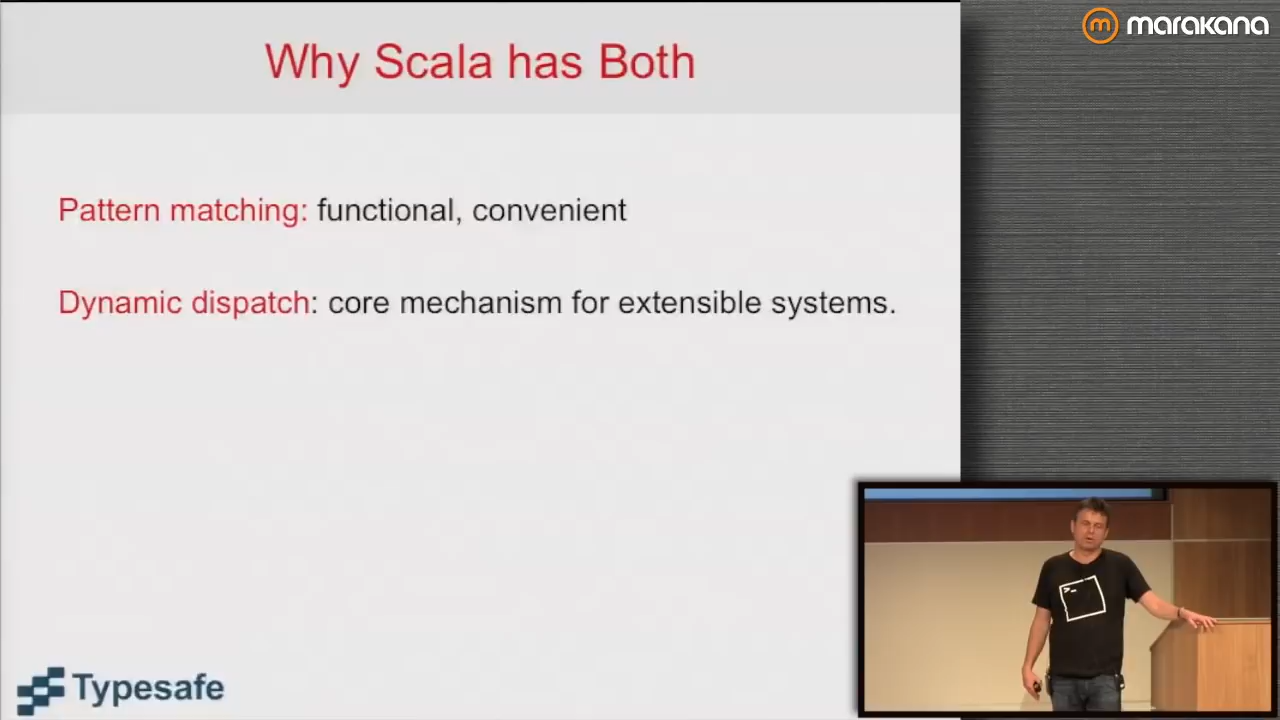 Why Scala has Both
marakana
Pattern matching: functional, convenient
Dynamic dispatch: core mechanism for extensible systems.
Typesafe
>_